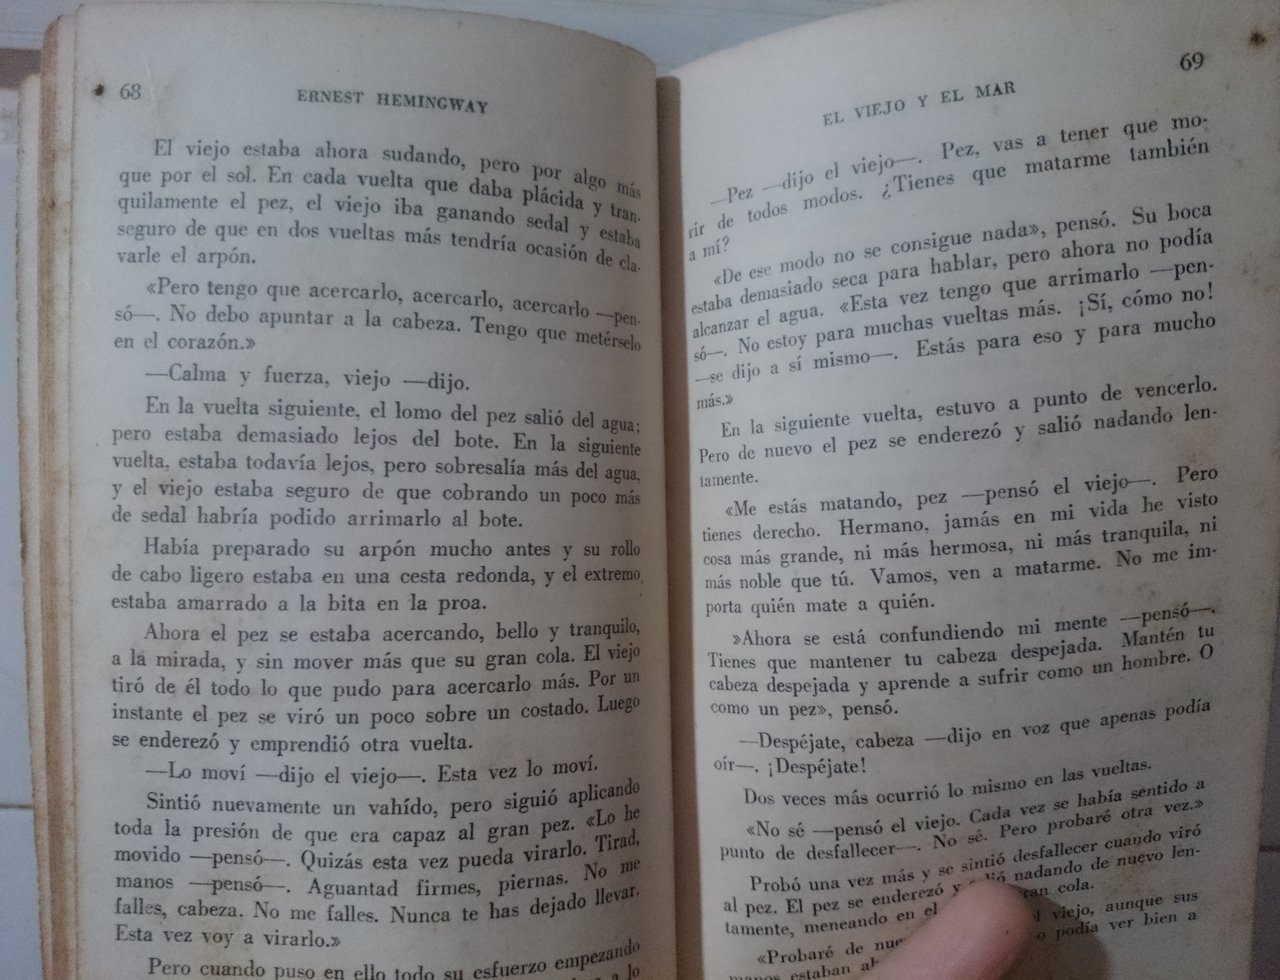 68
ERNEST HEMINGWAY
El viejo estaba ahora sudando, pero por algo más
que por el sol. En cada vuelta que daba plácida y tran-
quilamente el pez, el viejo iba ganando sedal y estaba
seguro de que en dos vueltas más tendría ocasión de cla-
varle el arpón.
«Pero tengo que acercarlo, acercarlo, acercarlo —pen-
só—. No debo apuntar a la cabeza. Tengo que metérselo
en el corazón.»
—Calma y fuerza, viejo —dijo.
En la vuelta siguiente, el lomo del pez salió del agua;
pero estaba demasiado lejos del bote. En la siguiente
vuelta, estaba todavía lejos, pero sobresalía más del agua,
y el viejo estaba seguro de que cobrando un poco más
de sedal habría podido arrimarlo al bote.
Había preparado su arpón mucho antes y su rollo
de cabo ligero estaba en una cesta redonda, y el extremo
estaba amarrado a la bita en la proa.
Ahora el pez se estaba acercando, bello y tranquilo,
a la mirada, y sin mover más que su gran cola. El viejo
tiró de él todo lo que pudo para acercarlo más. Por un
instante el pez se viró un poco sobre un costado. Luego
se enderezó y emprendió otra vuelta.
—Lo moví —dijo el viejo—. Esta vez lo moví.
Sintió nuevamente un vahído, pero siguió aplicando
toda la presión de que era capaz al gran pez. «Lo he
movido —pensó—. Quizás esta vez pueda virarlo. Tirad,
manos —pensó—. Aguantad firmes, piernas. No me
falles, cabeza. No me falles. Nunca te has dejado llevar.
Esta vez voy a virarlo.»
Pero cuando puso en ello todo su esfuerzo empezando
a lo
69
EL VIEJO Y EL MAR
—Pez —dijo el viejo—. Pez, vas a tener que mo-
rir de todos modos. ¿Tienes que matarme también
a mí?
«De ese modo no se consigue nada», pensó. Su boca
estaba demasiado seca para hablar, pero ahora no podía
alcanzar el agua. «Esta vez tengo que arrimarlo —pen-
só—. No estoy para muchas vueltas más. ¡Sí, cómo no!
—se dijo a sí mismo—. Estás para eso y para mucho
más.»
En la siguiente vuelta, estuvo a punto de vencerlo.
Pero de nuevo el pez se enderezó y salió nadando len-
tamente.
«Me estás matando, pez —pensó el viejo—. Pero
tienes derecho. Hermano, jamás en mi vida he visto
cosa más grande, ni más hermosa, ni más tranquila, ni
más noble que tú. Vamos, ven a matarme. No me im-
porta quién mate a quién.
»Ahora se está confundiendo mi mente —pensó—.
Tienes que mantener tu cabeza despejada. Mantén tu
cabeza despejada y aprende a sufrir como un hombre. O
como un pez», pensó.
—Despéjate, cabeza —dijo en voz que apenas podía
oír—. ¡Despéjate!
Dos veces más ocurrió lo mismo en las vueltas.
«No sé —pensó el viejo. Cada vez se había sentido a
punto de desfallecer—. No sé. Pero probaré otra vez.»
Probó una vez más y se sintió desfallecer cuando viró
al pez. El pez se enderezó y salió nadando de nuevo len-
tamente, meneando en el gran cola.
«Probaré de viejo, aunque sus
manos estaban podía ver bien a